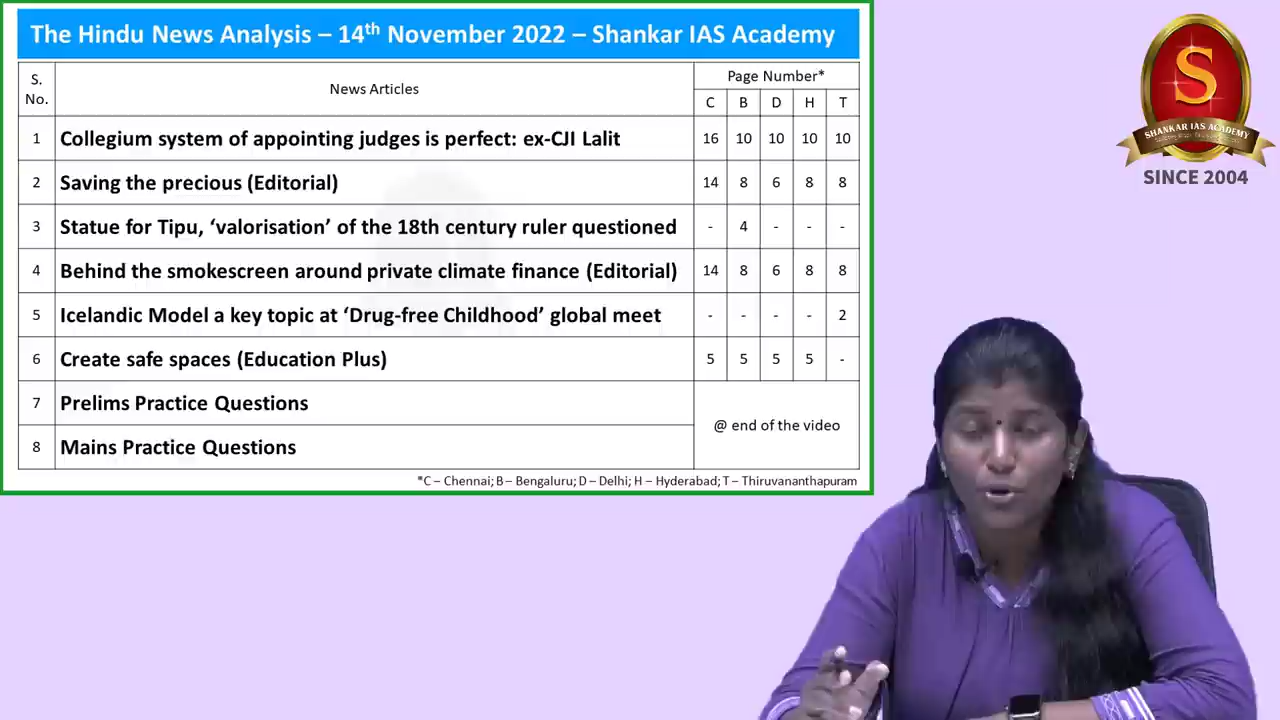 The Hindu News Analysis – 14th November 2022 – Shankar IAS Academy
S. No. News Articles Page Number*
C B D H T
1 Collegium system of appointing judges is perfect: ex-CJI Lalit 16 10 10 10 10
2 Saving the precious (Editorial) 14 8 6 8 8
3 Statue for Tipu, ‘valorisation’ of the 18th century ruler questioned - 4 - - -
4 Behind the smokescreen around private climate finance (Editorial) 14 8 6 8 8
5 Icelandic Model a key topic at ‘Drug-free Childhood’ global meet - - - - 2
6 Create safe spaces (Education Plus) 5 5 5 5 -
7 Prelims Practice Questions
@ end of the video
8 Mains Practice Questions
*C – Chennai; B – Bengaluru; D – Delhi; H – Hyderabad; T – Thiruvananthapuram
S
SHANKAR IAS ACADEMY
SINCE 2004